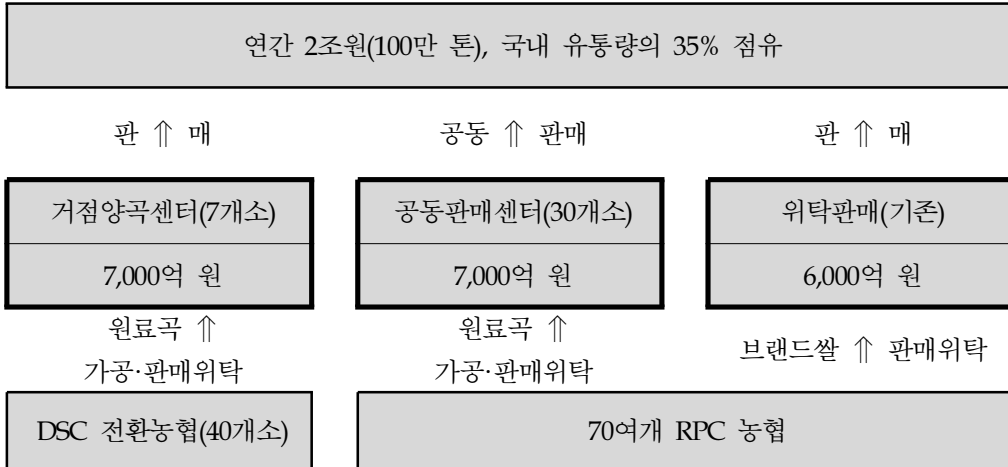 연간 2조원(100만 톤), 국내 유통량의 35% 점유
판 ⇑ 매
공동 ⇑ 판매
판 ⇑ 매
거점양곡센터(7개소)
공동판매센터(30개소)
위탁판매(기존)
7,000억 원
7,000억 원
6,000억 원
원료곡 ⇑
가공·판매위탁
원료곡 ⇑
가공·판매위탁
브랜드쌀 ⇑ 판매위탁
DSC 전환농협(40개소)
70여개 RPC 농협